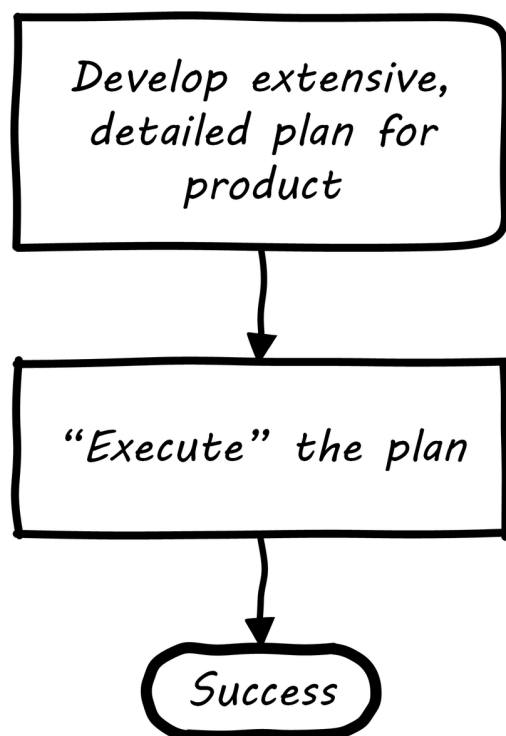 Develop extensive,
detailed plan for
product
“Execute” the plan
Success